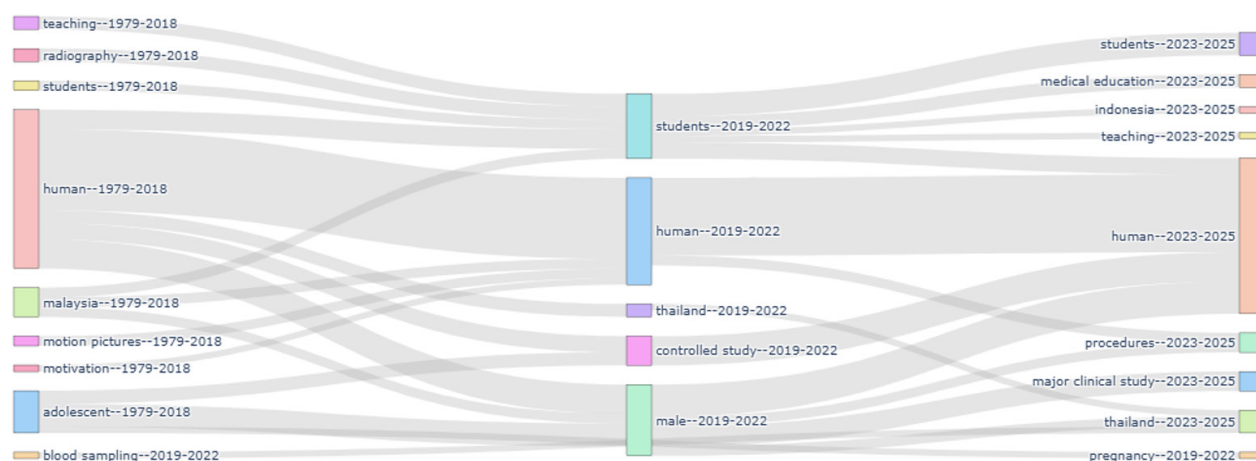 teaching--1979-2018
radiography--1979-2018
students--1979-2018
human--1979-2018
malaysia--1979-2018
motion pictures--1979-2018
motivation--1979-2018
adolescent--1979-2018
blood sampling--2019-2022
students--2019-2022
human--2019-2022
thailand--2019-2022
controlled study--2019-2022
male--2019-2022
students--2023-2025
medical education--2023-2025
indonesia--2023-2025
teaching--2023-2025
human--2023-2025
procedures--2023-2025
major clinical study--2023-2025
thailand--2023-2025
pregnancy--2019-2022